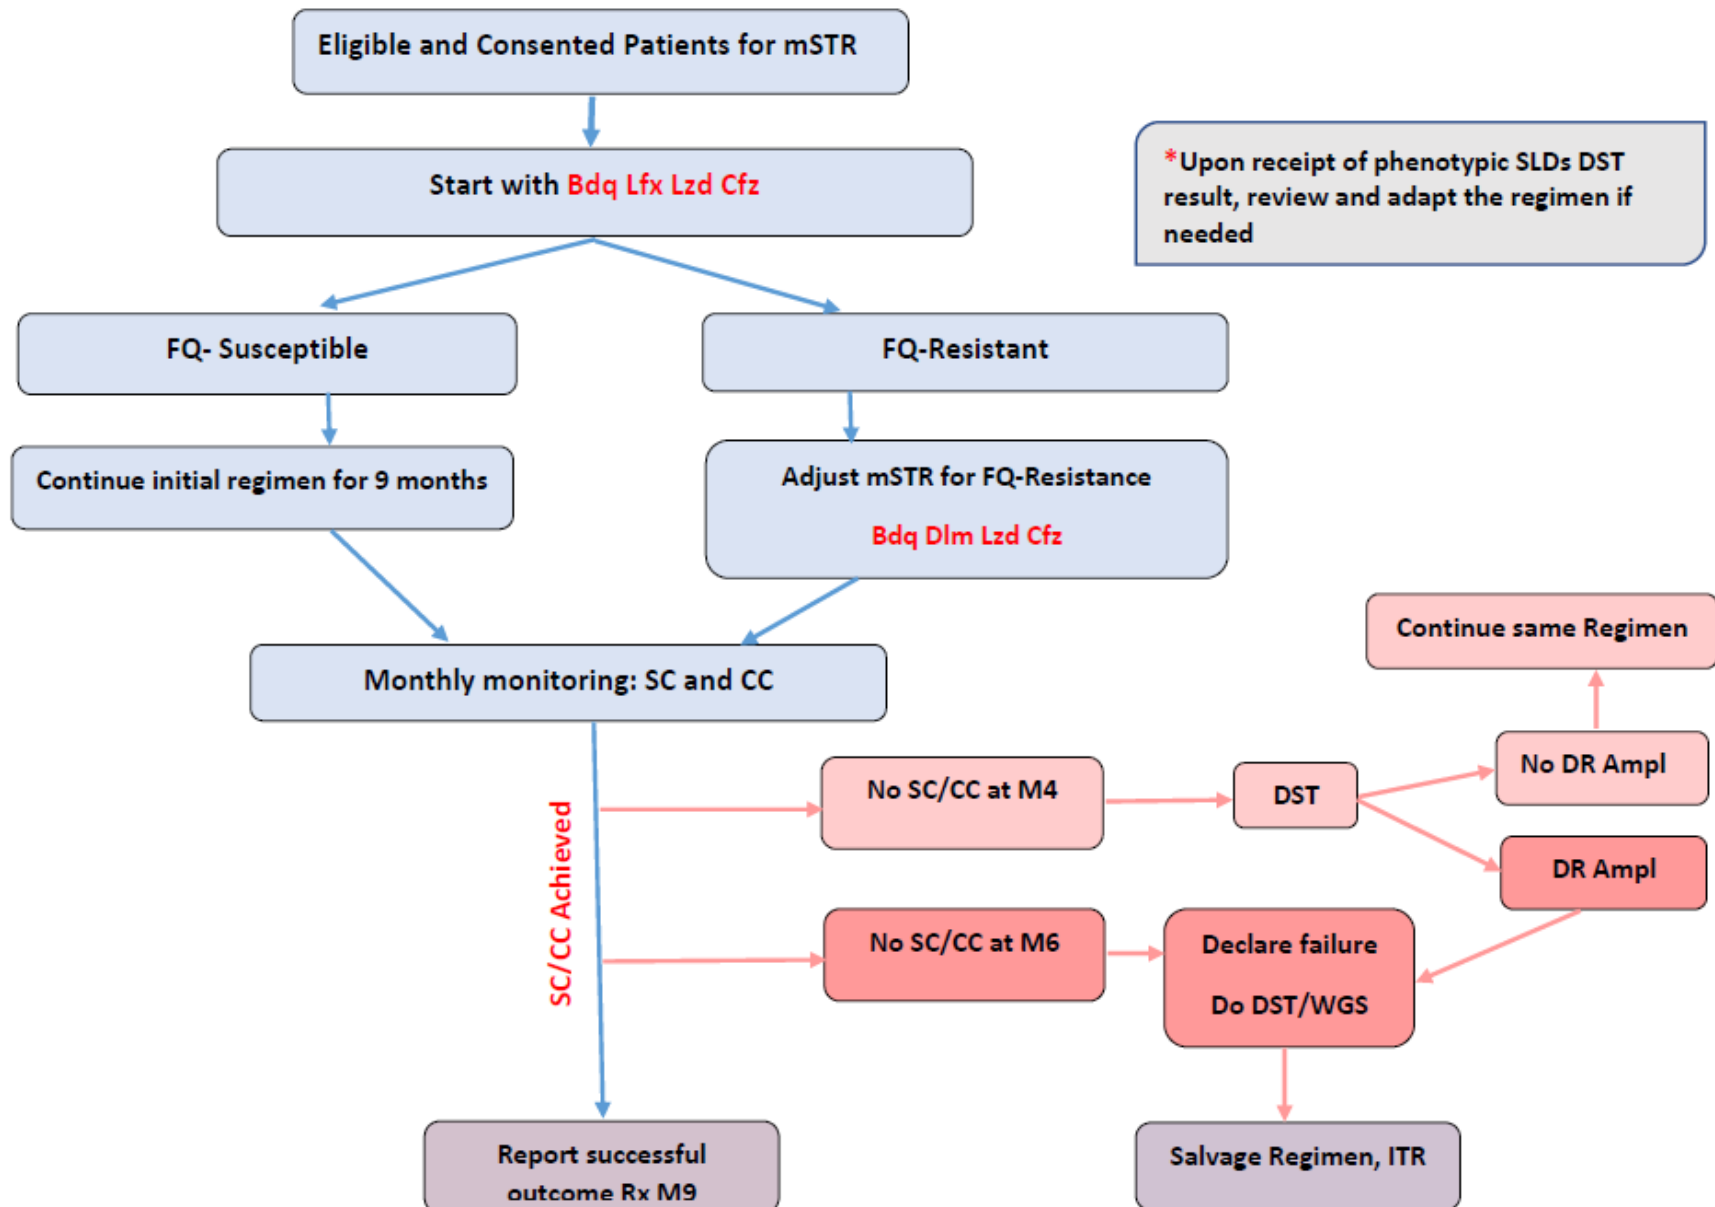 Eligible and Consented Patients for mSTR
Start with Bdq Lfx Lzd Cfz
*Upon receipt of phenotypic SLDs DST
result, review and adapt the regimen if
needed
FQ- Susceptible
FQ-Resistant
Continue initial regimen for 9 months
Adjust mSTR for FQ-Resistance
Bdq Dlm Lzd Cfz
Monthly monitoring: SC and CC
Continue same Regimen
No SC/CC at M4
DST
No DR Ampl
DR Ampl
SC/CC Achieved
No SC/CC at M6
Declare failure
Do DST/WGS
Report successful
outcome Rx M9
Salvage Regimen, ITR